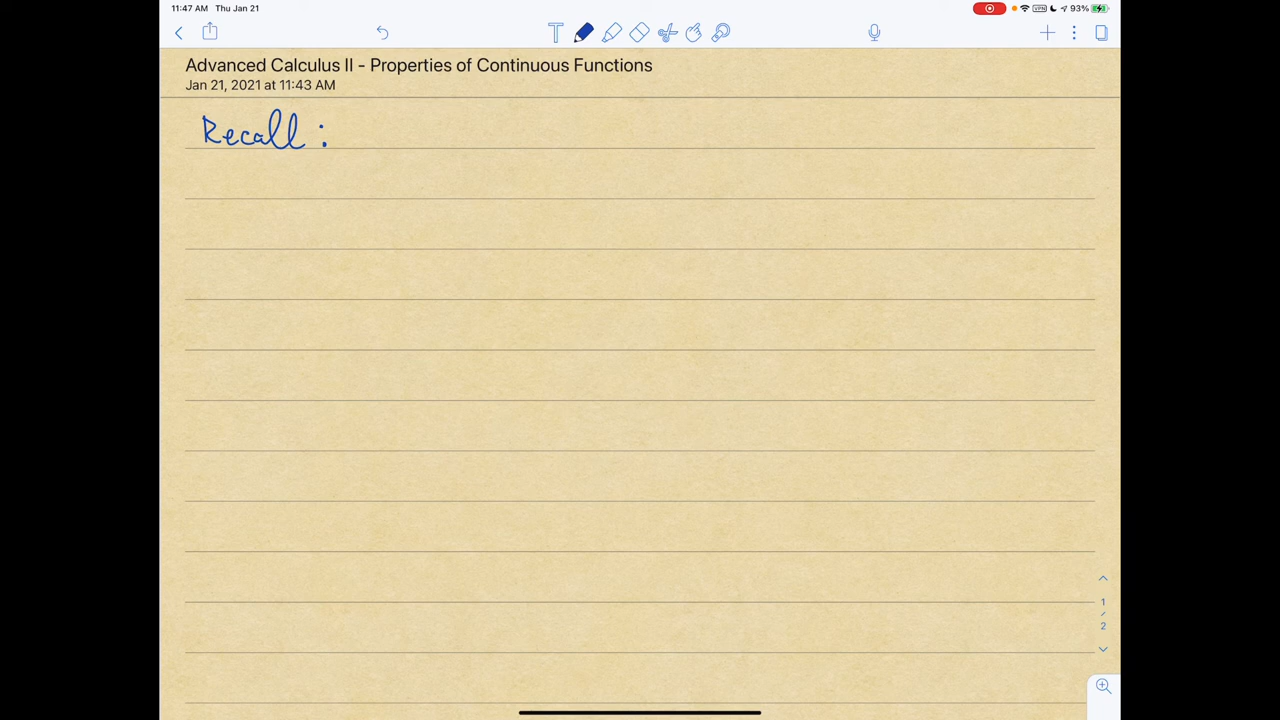 11:47 AM Thu Jan 21
VPN 93%
T
Advanced Calculus II - Properties of Continuous Functions
Jan 21, 2021 at 11:43 AM
Recall :
1
/
2